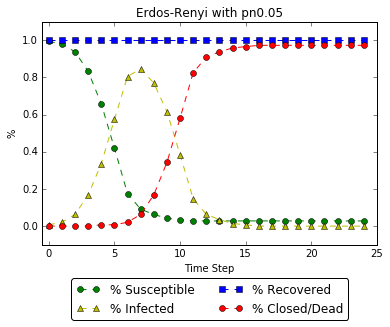 Erdos-Renyi with pn0.05
1.0
0.8
0.6
0.4
0.2
0.0
%
0 5 10 15 20 25
Time Step
% Susceptible % Recovered
% Infected % Closed/Dead